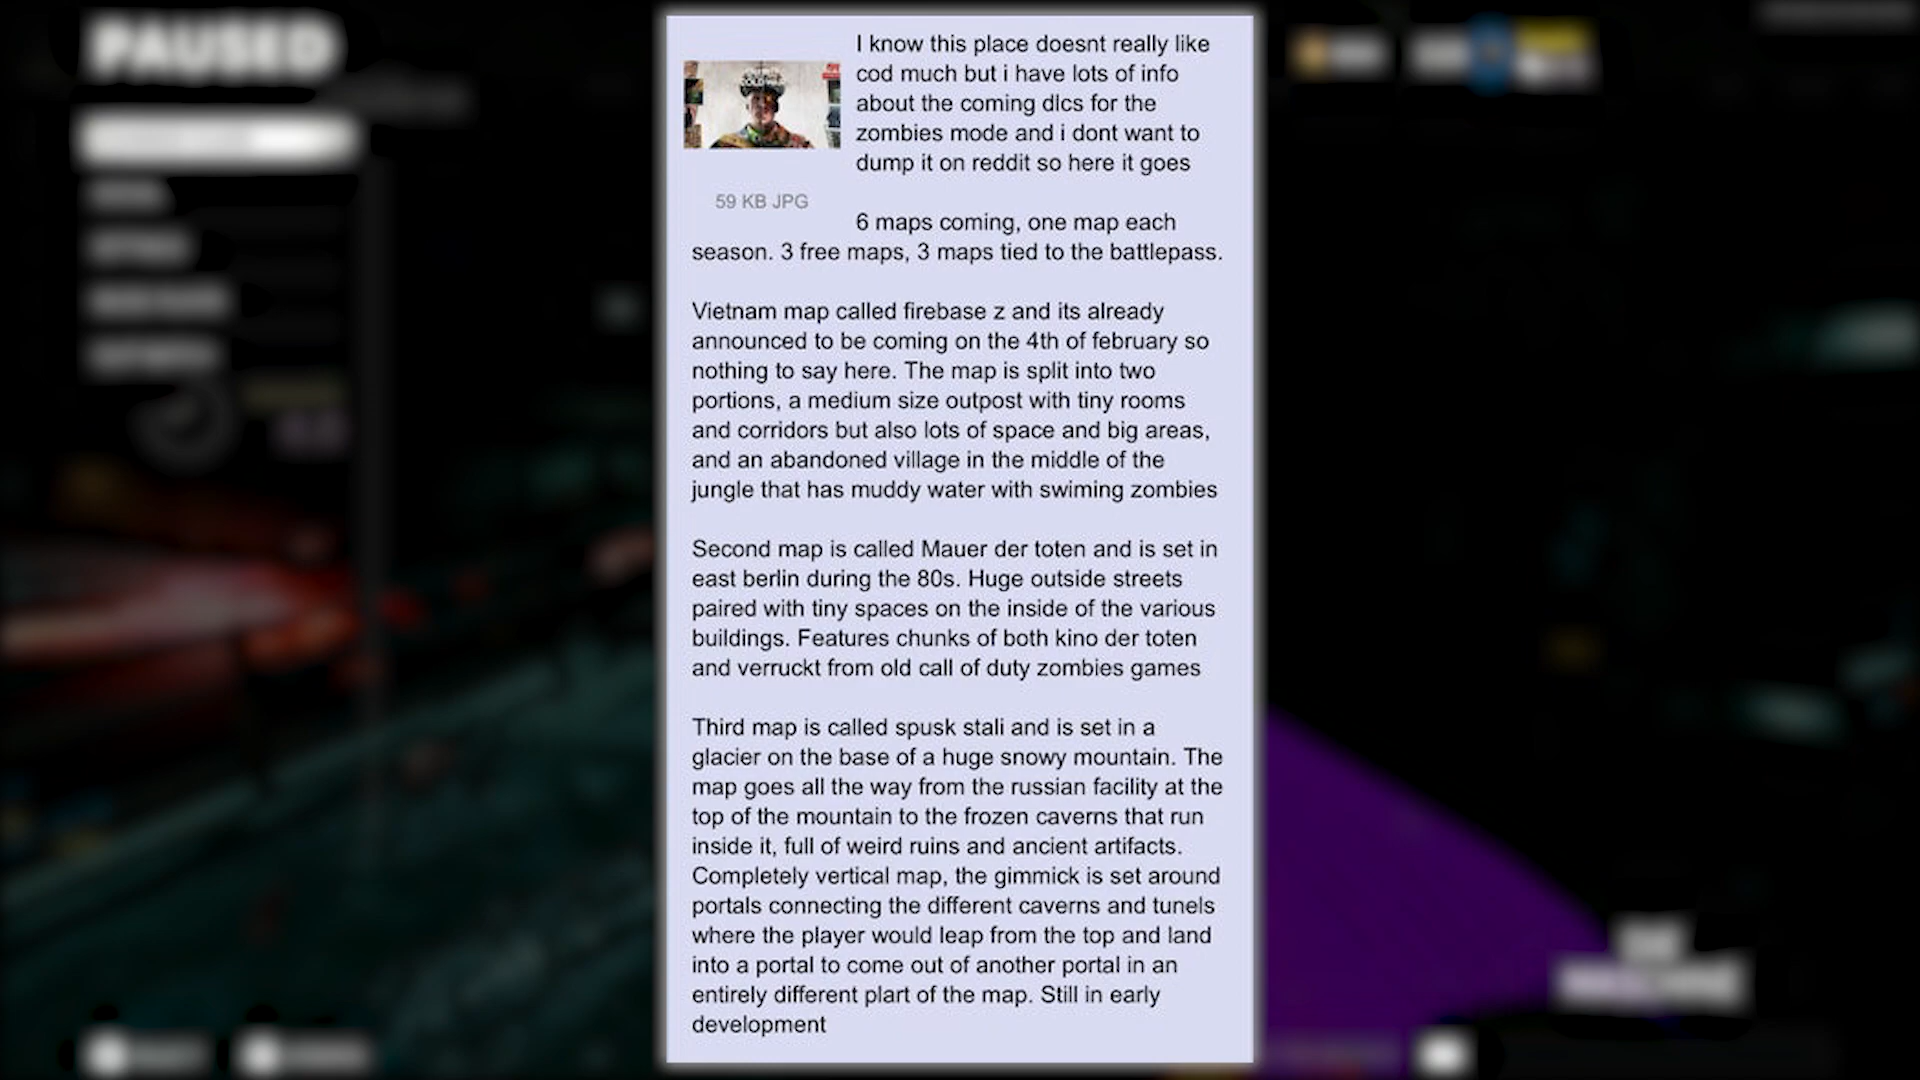 PAUSED
I know this place doesnt really like
cod much but i have lots of info
about the coming dlcs for the
zombies mode and i dont want to
dump it on reddit so here it goes
59 KB JPG
6 maps coming, one map each
season. 3 free maps, 3 maps tied to the battlepass.
Vietnam map called firebase z and its already
announced to be coming on the 4th of february so
nothing to say here. The map is split into two
portions, a medium size outpost with tiny rooms
and corridors but also lots of space and big areas,
and an abandoned village in the middle of the
jungle that has muddy water with swiming zombies
Second map is called Mauer der toten and is set in
east berlin during the 80s. Huge outside streets
paired with tiny spaces on the inside of the various
buildings. Features chunks of both kino der toten
and verruckt from old call of duty zombies games
Third map is called spusk stali and is set in a
glacier on the base of a huge snowy mountain. The
map goes all the way from the russian facility at the
top of the mountain to the frozen caverns that run
inside it, full of weird ruins and ancient artifacts.
Completely vertical map, the gimmick is set around
portals connecting the different caverns and tunels
where the player would leap from the top and land
into a portal to come out of another portal in an
entirely different plart of the map. Still in early
development